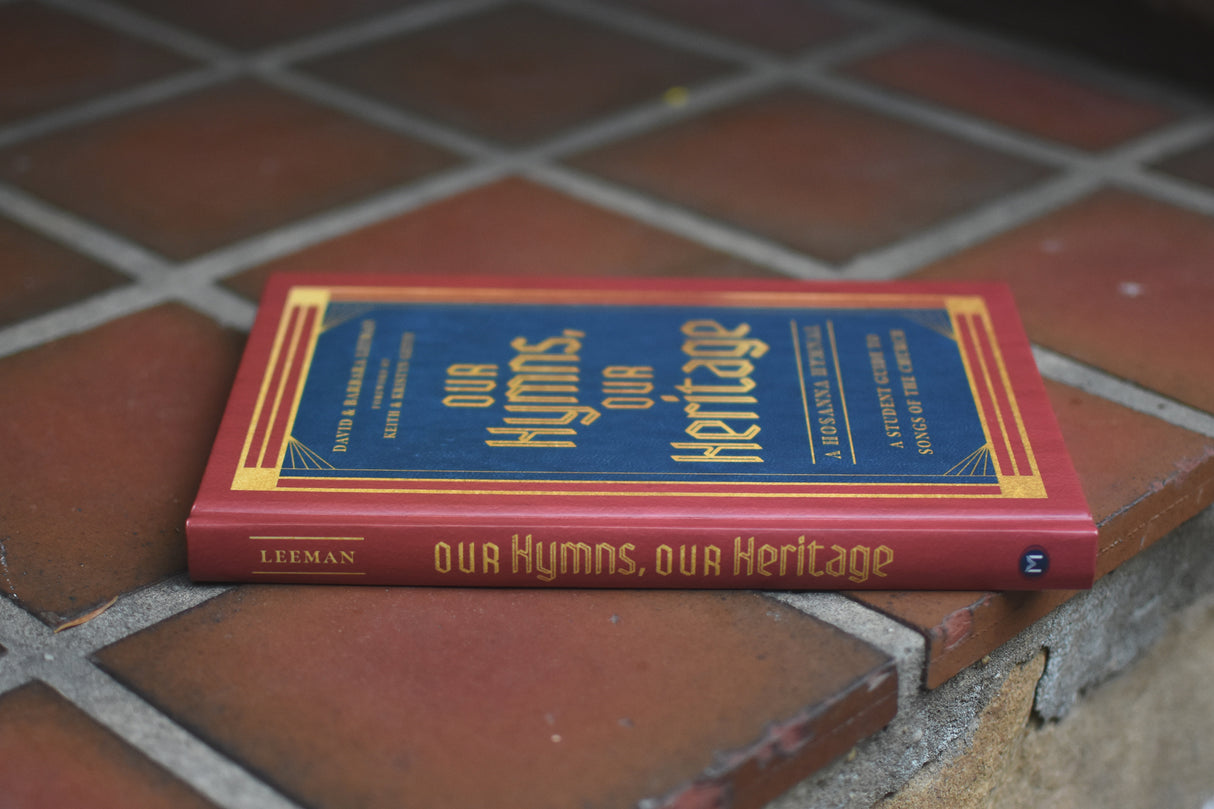 DAVID & BARBARA LEEMAN
FOREWORD BY
KEITH & KRISTYN GETTY
OUR
Hymns,
OUR
Heritage
A HOSANNA HYMNAL
A STUDENT GUIDE TO
SONGS OF THE CHURCH
LEEMAN
OUR Hymns, OUR Heritage
M